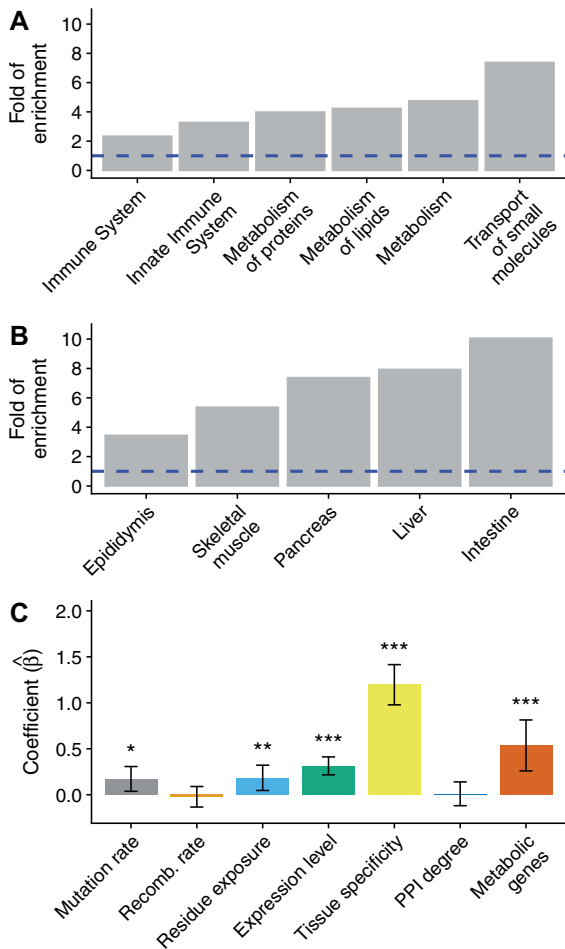 A
Fold of
enrichment
10
8
6
4
2
0
Immune System
Innate Immune
System
Metabolism
of proteins
Metabolism
of lipids
Metabolism
Transport
of small
molecules
B
Fold of
enrichment
10
8
6
4
2
0
Epididymis
Skeletal
muscle
Pancreas
Liver
Intestine
C
Coefficient (β̂)
2.0
1.5
1.0
0.5
0.0
*
**
***
***
***
Mutation rate
Recomb. rate
Residue exposure
Expression level
Tissue specificity
PPI degree
Metabolic
genes